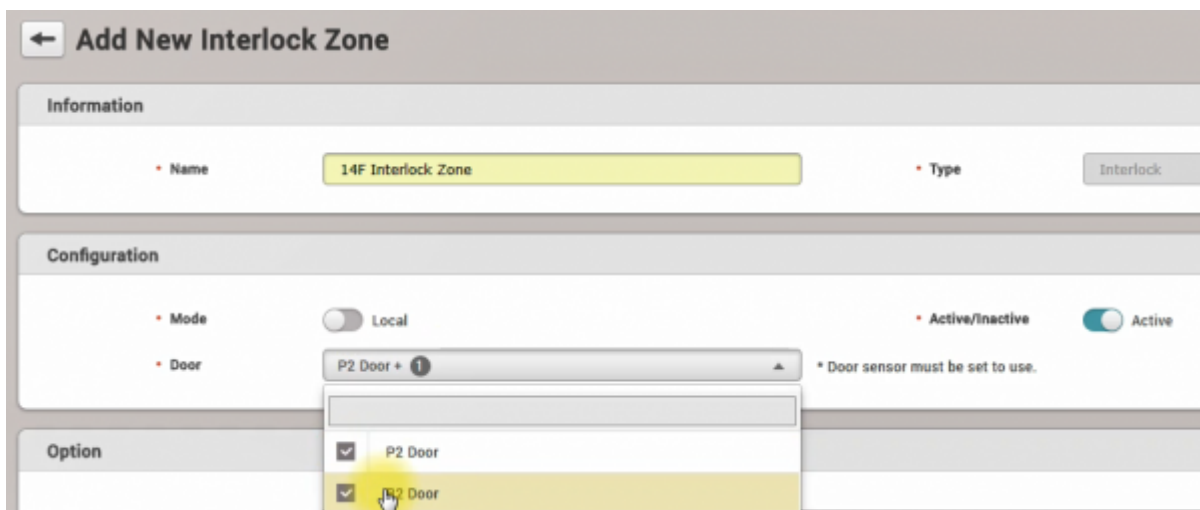 Add New Interlock Zone
Information
• Name 14F Interlock Zone • Type Interlock
Configuration
• Mode Local • Active/Inactive Active
• Door P2 Door + 1 * Door sensor must be set to use.
P2 Door
Option
Door